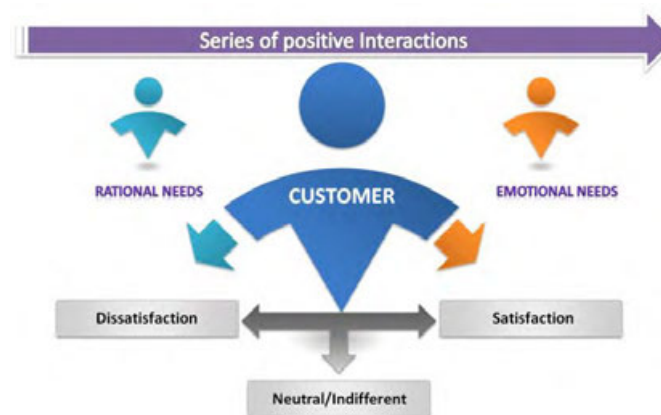 Series of positive Interactions
RATIONAL NEEDS
CUSTOMER
EMOTIONAL NEEDS
Dissatisfaction
Satisfaction
Neutral/Indifferent